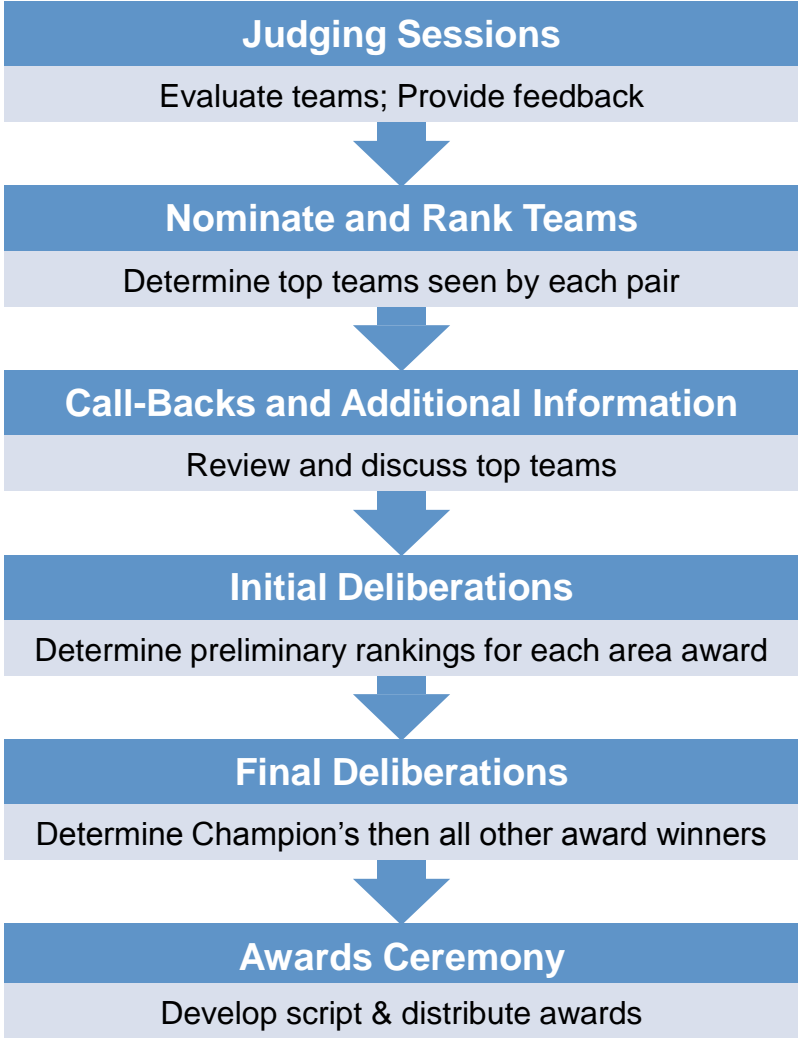 Judging Sessions
Evaluate teams; Provide feedback
Nominate and Rank Teams
Determine top teams seen by each pair
Call-Backs and Additional Information
Review and discuss top teams
Initial Deliberations
Determine preliminary rankings for each area award
Final Deliberations
Determine Champion’s then all other award winners
Awards Ceremony
Develop script & distribute awards